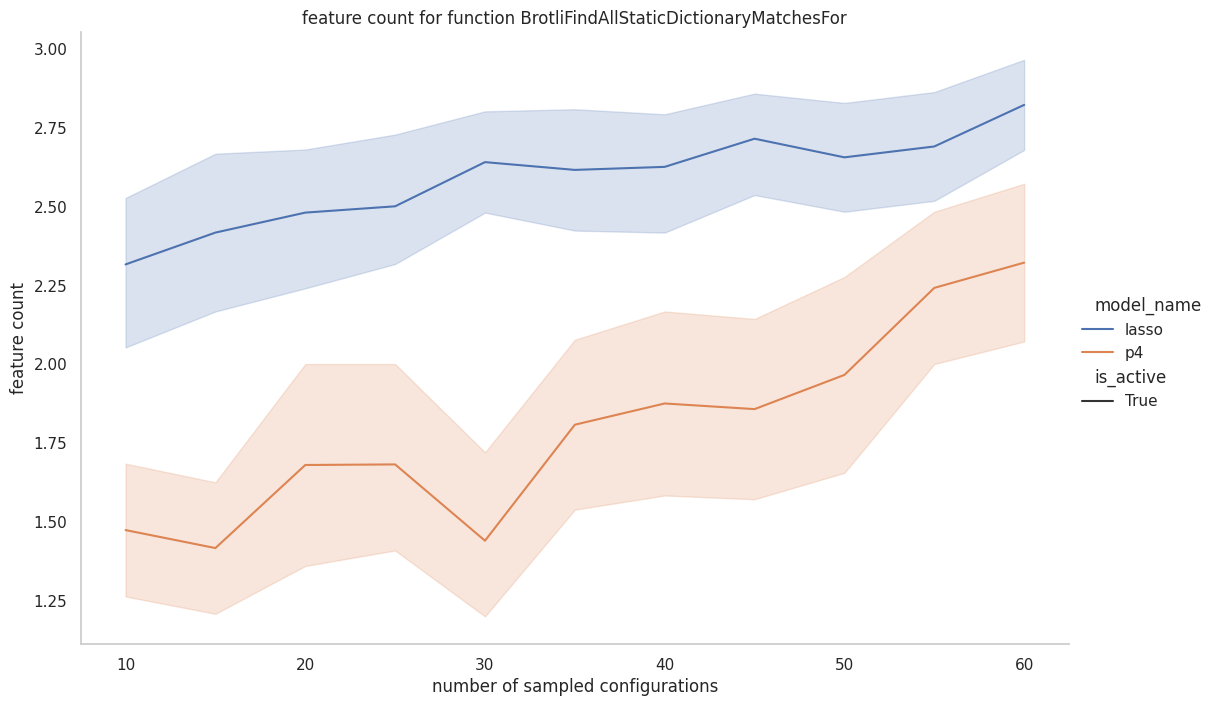 feature count for function BrotliFindAllStaticDictionaryMatchesFor
3.00
2.75
2.50
2.25
2.00
1.75
1.50
1.25
feature count
10 20 30 40 50 60
number of sampled configurations
model_name
lasso
p4
is_active
True